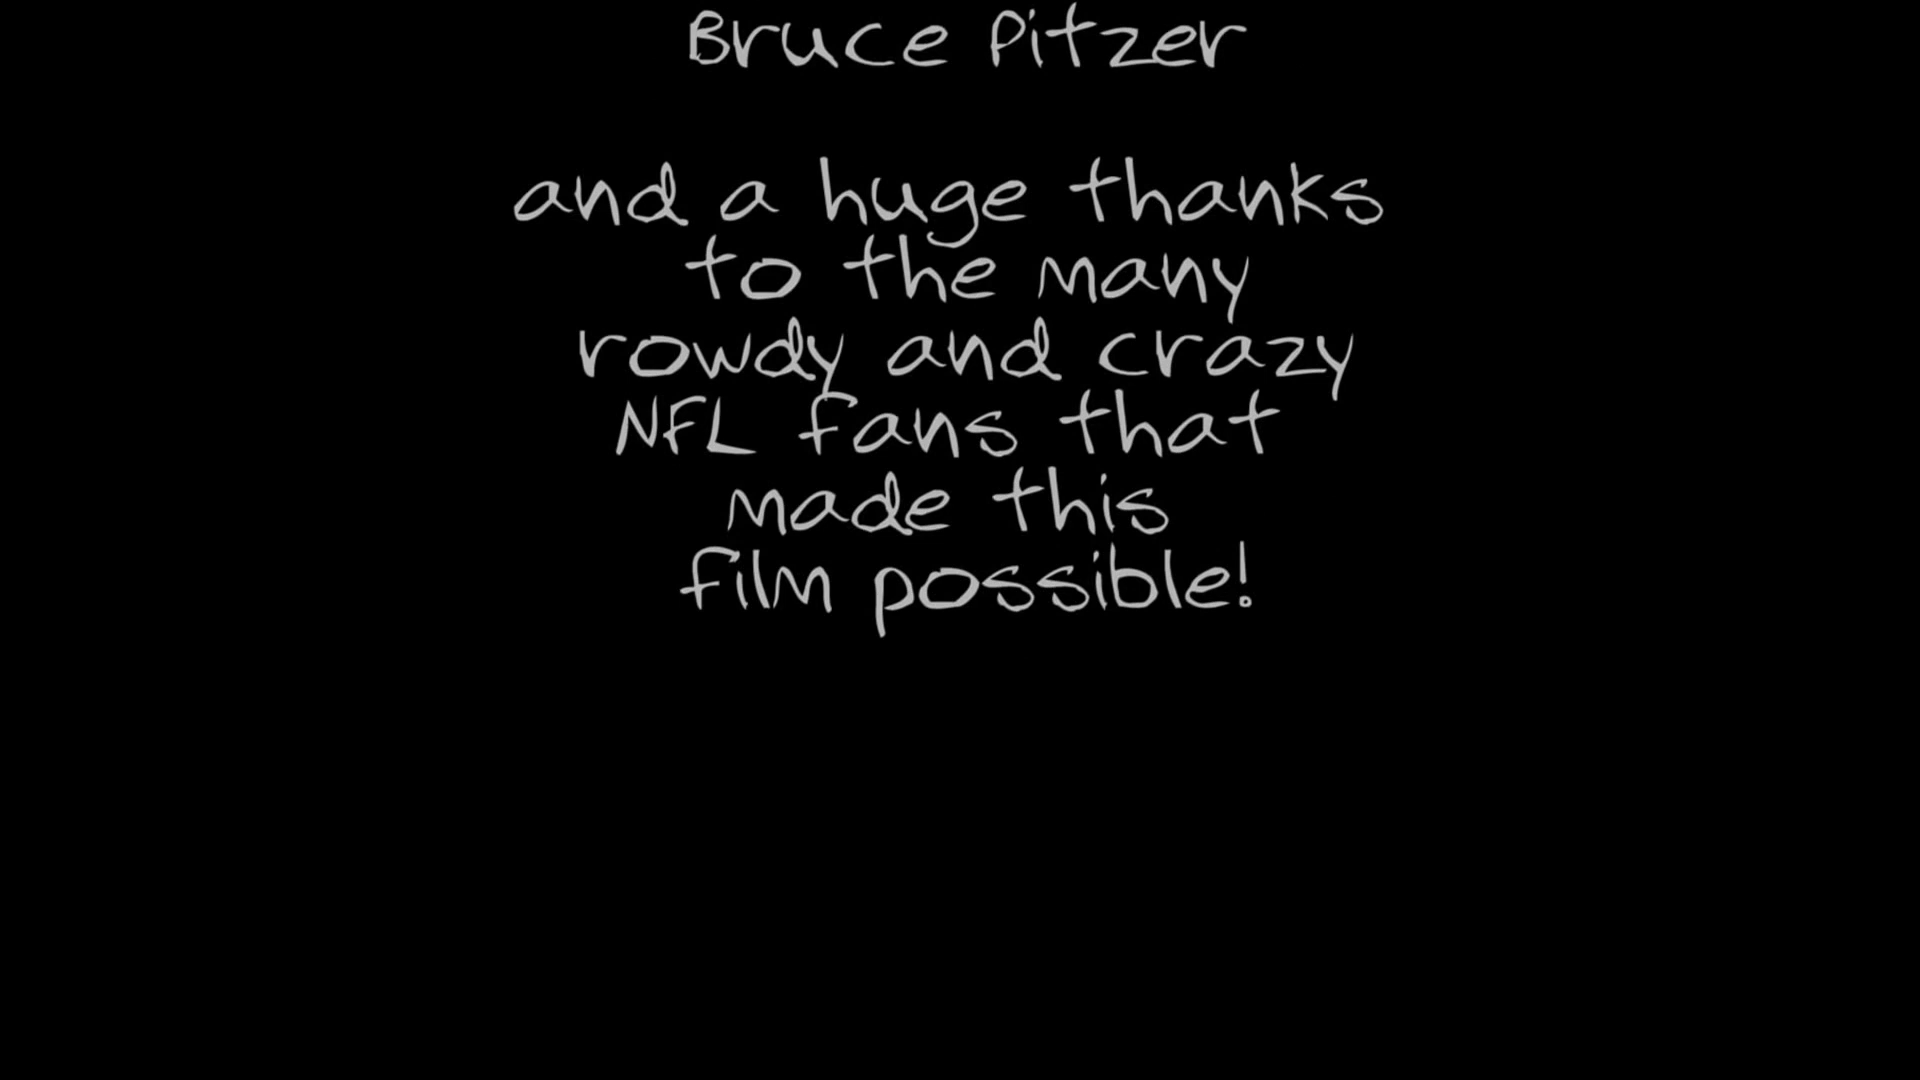 Bruce Pitzer
and a huge thanks
to the many
rowdy and crazy
NFL fans that
made this
film possible!